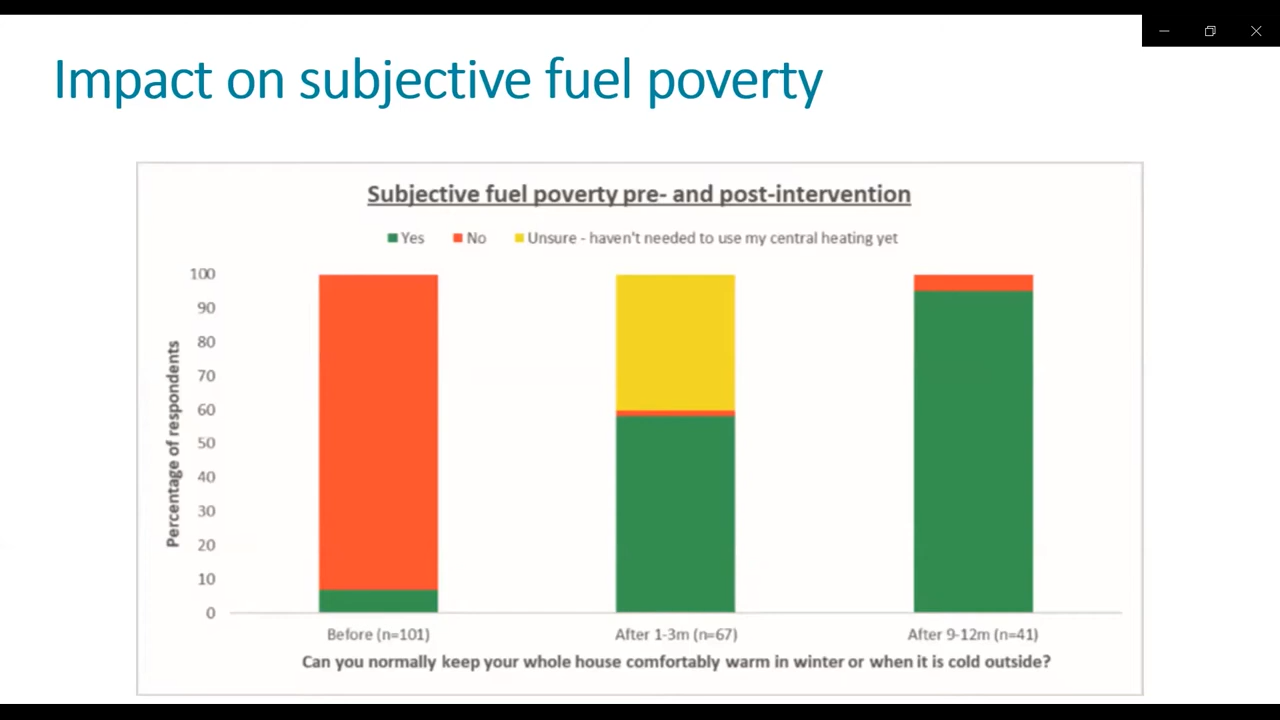 Impact on subjective fuel poverty
Subjective fuel poverty pre- and post-intervention
Yes No Unsure - haven't needed to use my central heating yet
Percentage of respondents
100
90
80
70
60
50
40
30
20
10
0
Before (n=101) After 1-3m (n=67) After 9-12m (n=41)
Can you normally keep your whole house comfortably warm in winter or when it is cold outside?